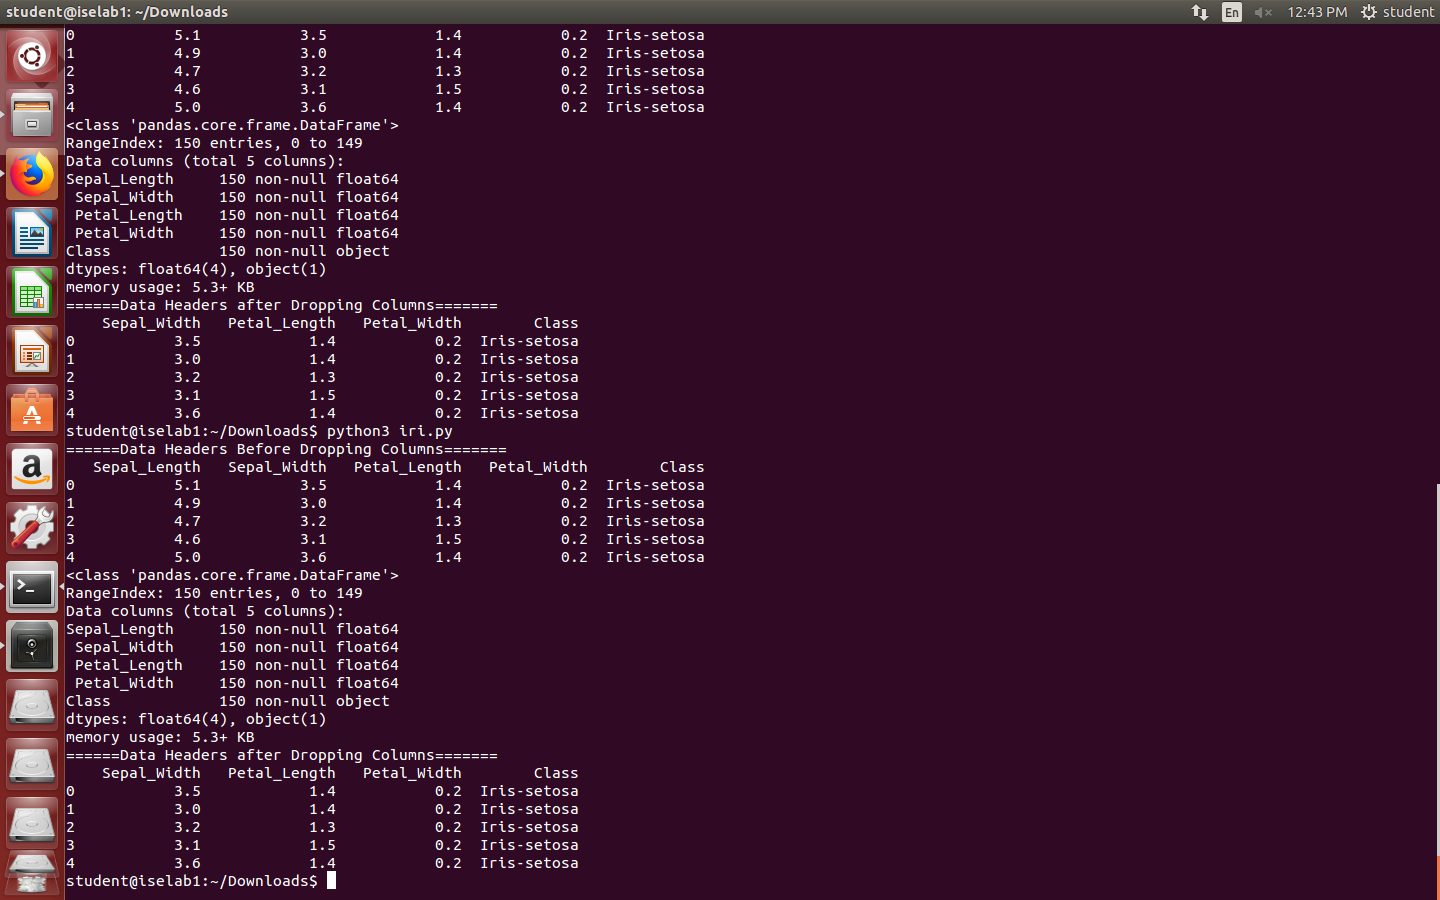 student@iselab1: ~/Downloads En 12:43 PM student
0 5.1 3.5 1.4 0.2 Iris-setosa
1 4.9 3.0 1.4 0.2 Iris-setosa
2 4.7 3.2 1.3 0.2 Iris-setosa
3 4.6 3.1 1.5 0.2 Iris-setosa
4 5.0 3.6 1.4 0.2 Iris-setosa
<class 'pandas.core.frame.DataFrame'>
RangeIndex: 150 entries, 0 to 149
Data columns (total 5 columns):
Sepal_Length 150 non-null float64
Sepal_Width 150 non-null float64
Petal_Length 150 non-null float64
Petal_Width 150 non-null float64
Class 150 non-null object
dtypes: float64(4), object(1)
memory usage: 5.3+ KB
======Data Headers after Dropping Columns=======
Sepal_Width Petal_Length Petal_Width Class
0 3.5 1.4 0.2 Iris-setosa
1 3.0 1.4 0.2 Iris-setosa
2 3.2 1.3 0.2 Iris-setosa
3 3.1 1.5 0.2 Iris-setosa
4 3.6 1.4 0.2 Iris-setosa
student@iselab1:~/Downloads$ python3 iri.py
======Data Headers Before Dropping Columns=======
Sepal_Length Sepal_Width Petal_Length Petal_Width Class
0 5.1 3.5 1.4 0.2 Iris-setosa
1 4.9 3.0 1.4 0.2 Iris-setosa
2 4.7 3.2 1.3 0.2 Iris-setosa
3 4.6 3.1 1.5 0.2 Iris-setosa
4 5.0 3.6 1.4 0.2 Iris-setosa
<class 'pandas.core.frame.DataFrame'>
RangeIndex: 150 entries, 0 to 149
Data columns (total 5 columns):
Sepal_Length 150 non-null float64
Sepal_Width 150 non-null float64
Petal_Length 150 non-null float64
Petal_Width 150 non-null float64
Class 150 non-null object
dtypes: float64(4), object(1)
memory usage: 5.3+ KB
======Data Headers after Dropping Columns=======
Sepal_Width Petal_Length Petal_Width Class
0 3.5 1.4 0.2 Iris-setosa
1 3.0 1.4 0.2 Iris-setosa
2 3.2 1.3 0.2 Iris-setosa
3 3.1 1.5 0.2 Iris-setosa
4 3.6 1.4 0.2 Iris-setosa
student@iselab1:~/Downloads$